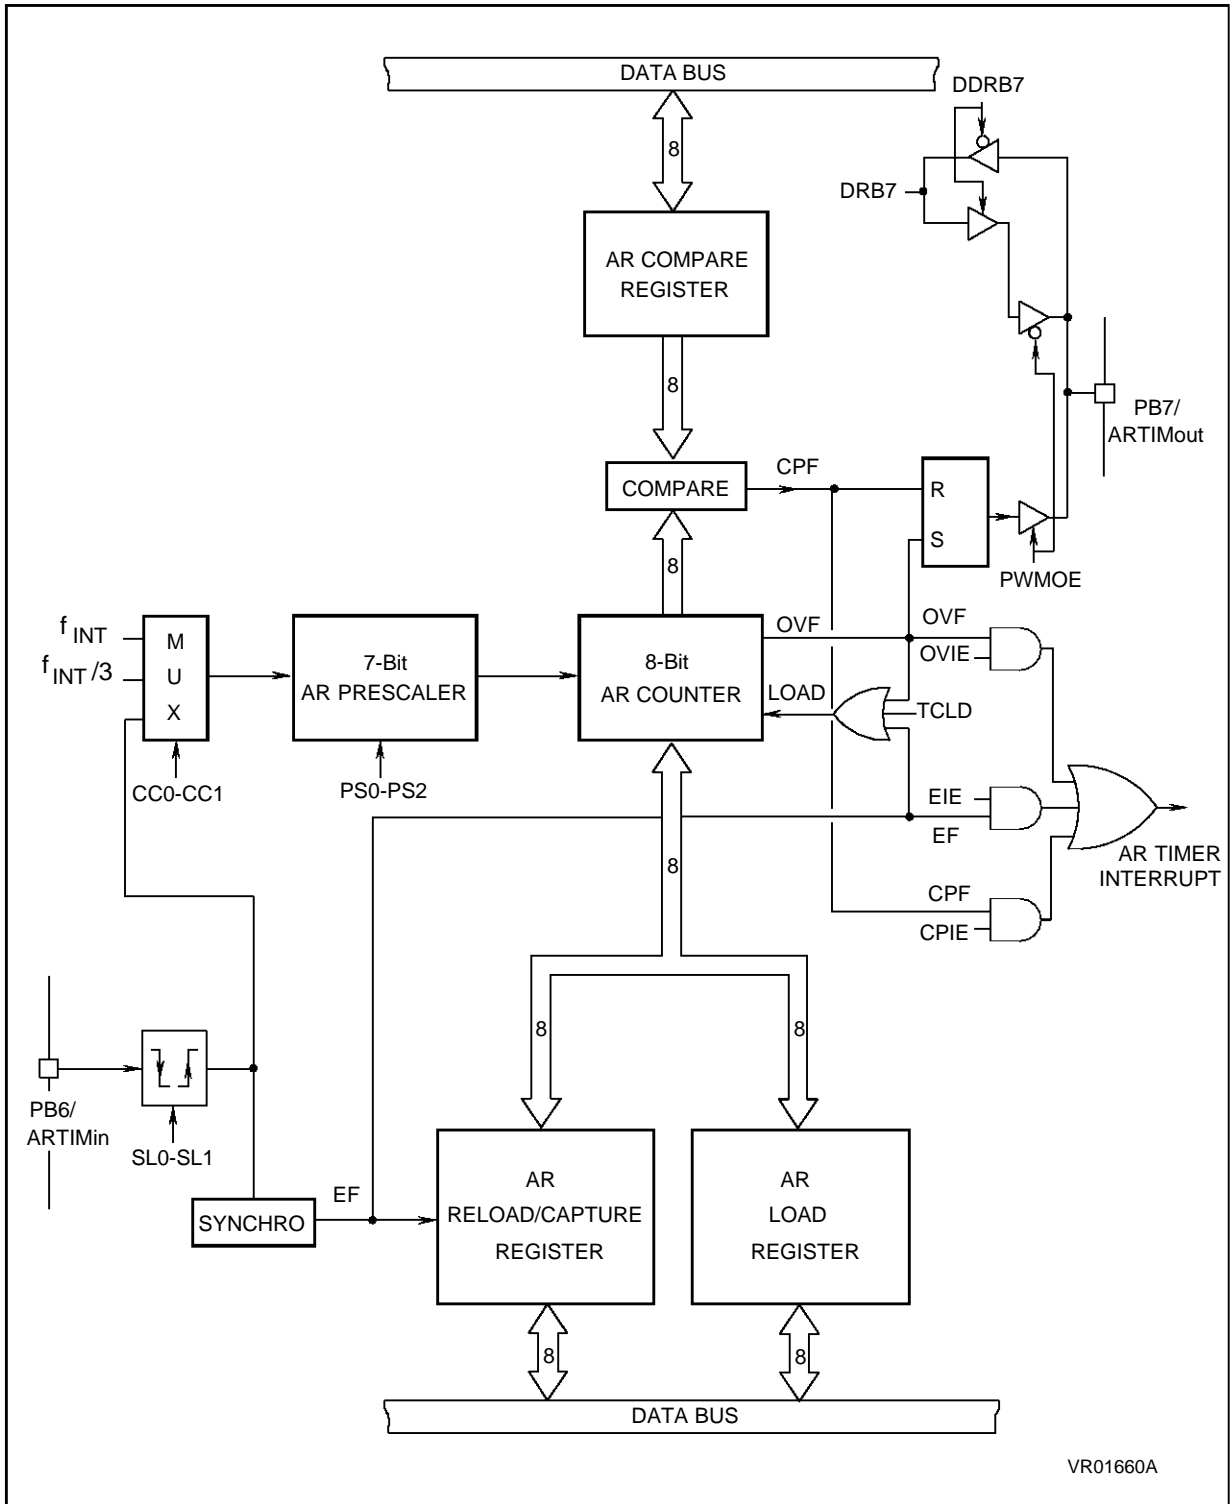 DATA BUS
DDRB7
8
DRB7
AR COMPARE
REGISTER
8
PB7/
ARTIMout
CPF
COMPARE
R
S
8
PWMOE
f INT
f INT /3
M
U
X
7-Bit
AR PRESCALER
8-Bit
AR COUNTER
OVF
OVF
OVIE
LOAD
TCLD
CC0-CC1
PS0-PS2
EIE
EF
AR TIMER
INTERRUPT
8
CPF
CPIE
8
8
PB6/
ARTIMin
SL0-SL1
EF
SYNCHRO
AR
RELOAD/CAPTURE
REGISTER
AR
LOAD
REGISTER
8
8
DATA BUS
VR01660A